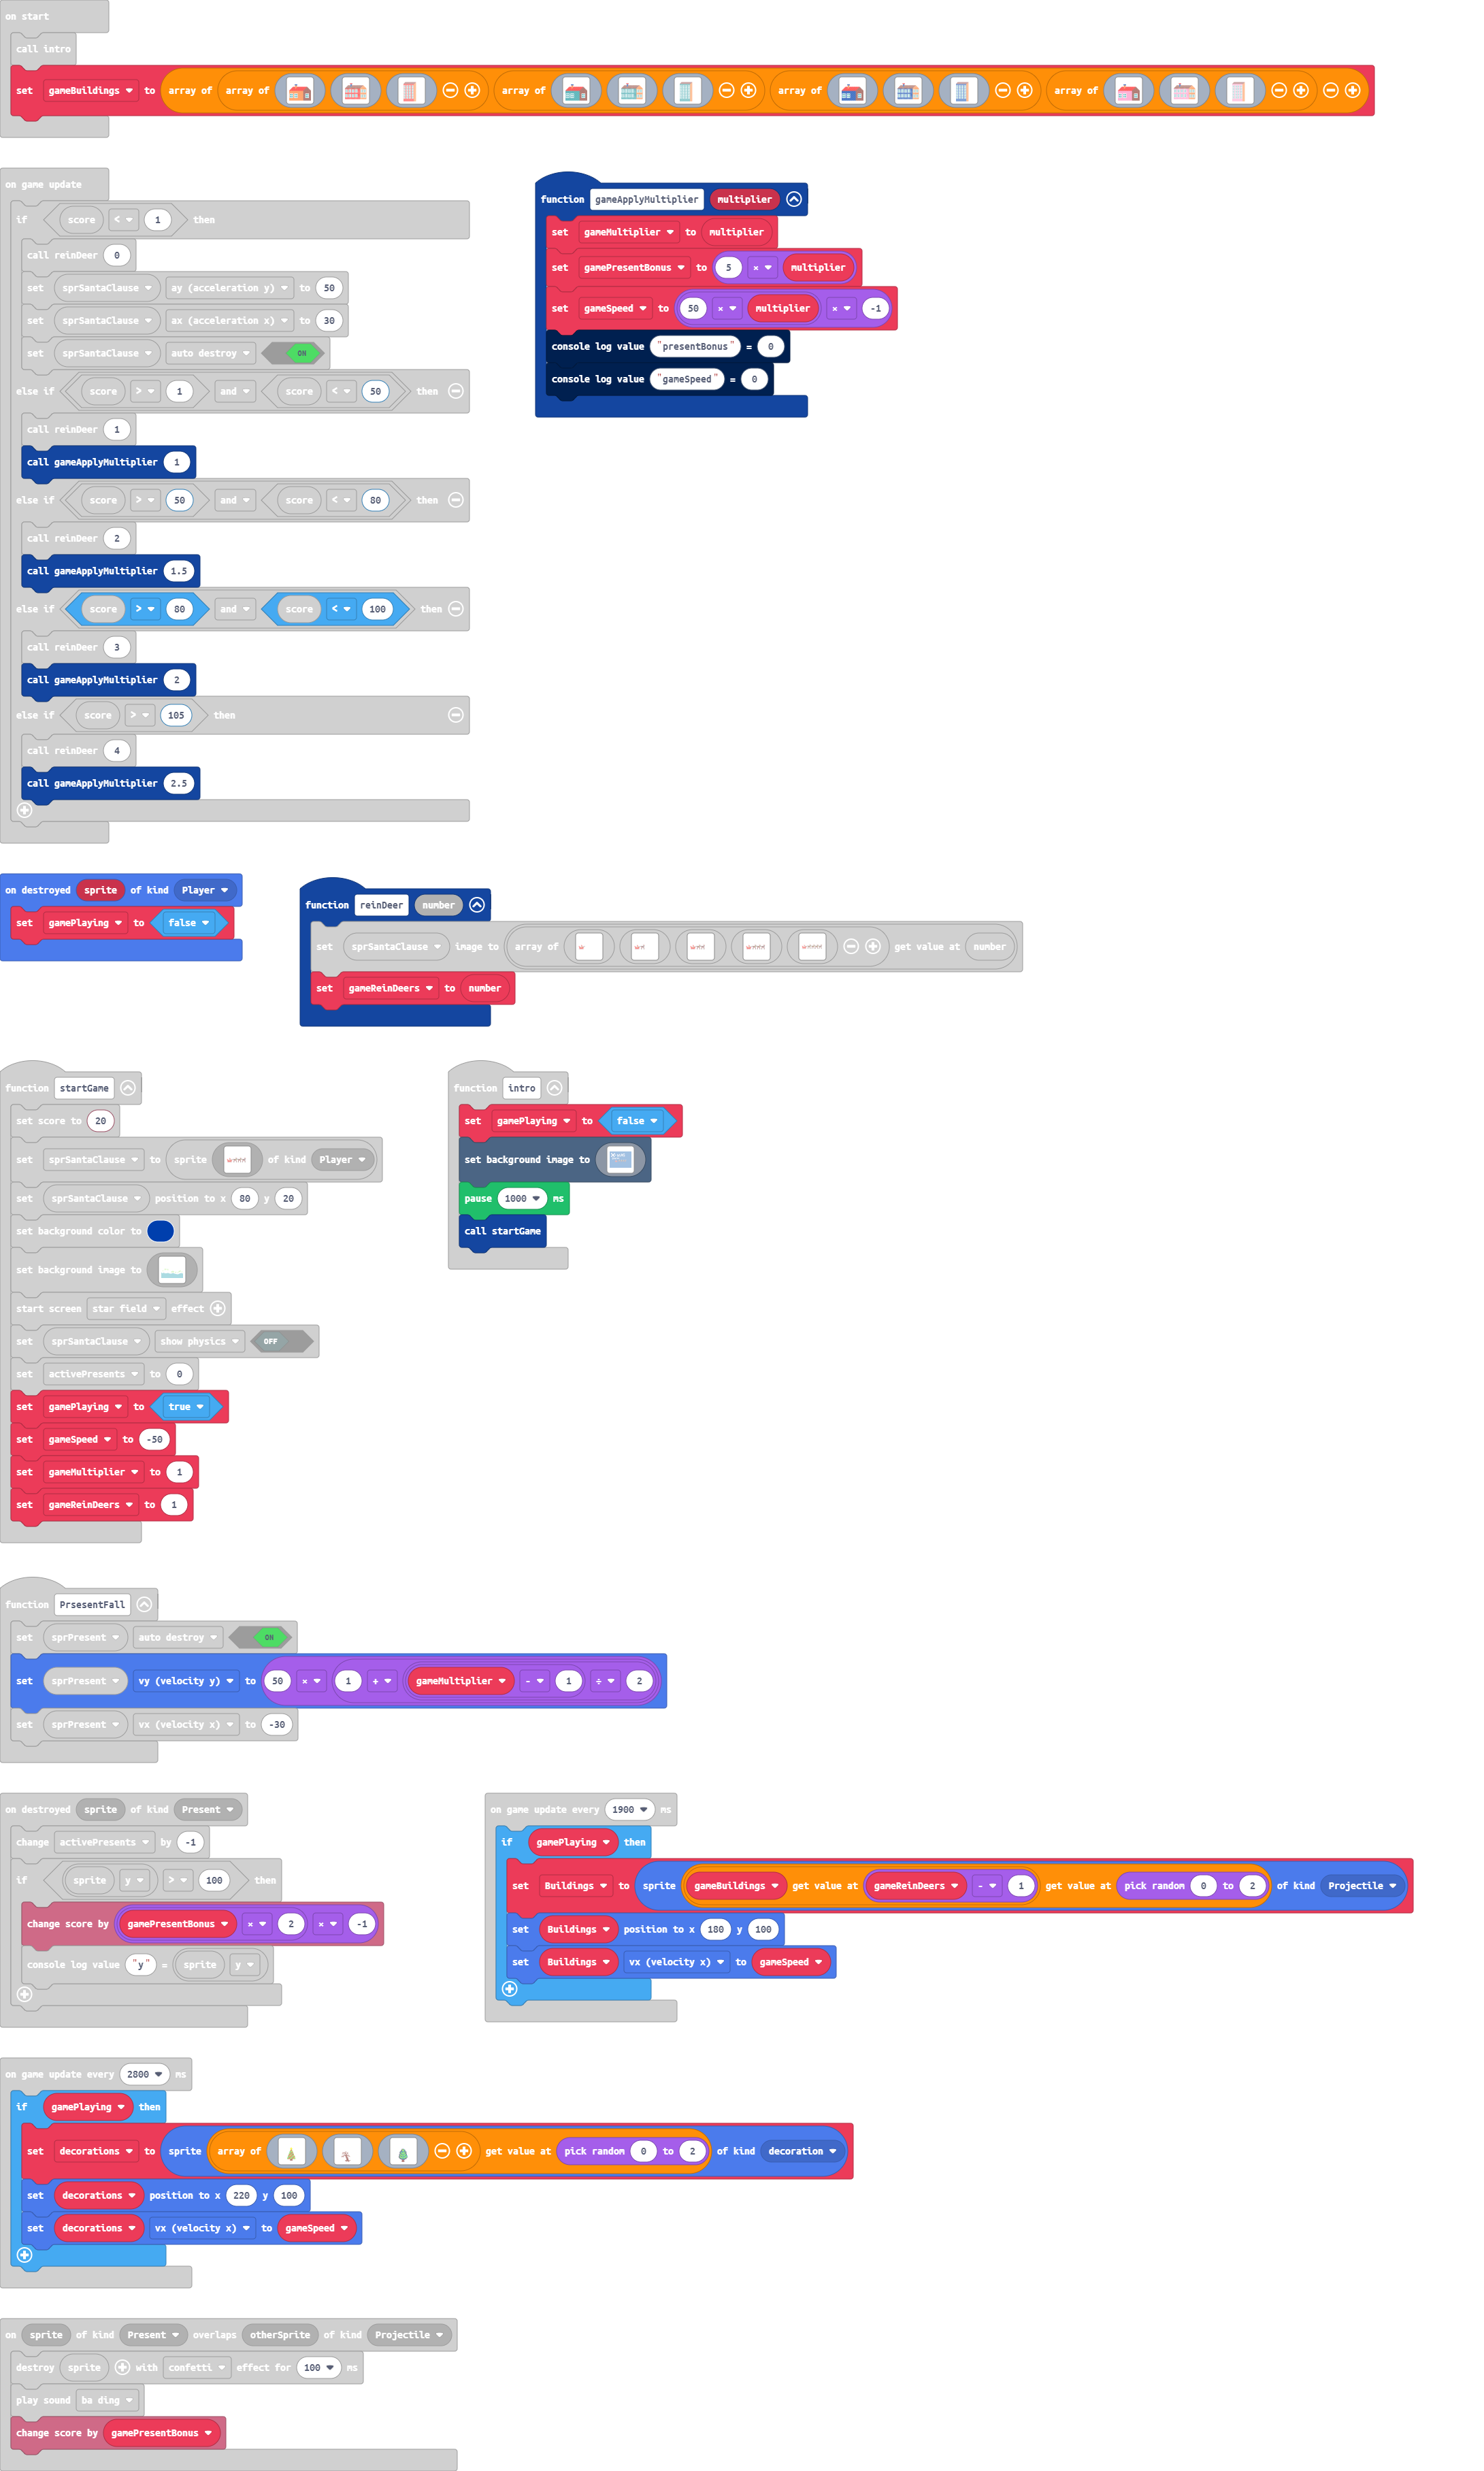 on start
call intro
set gameBuildings to array of array of array of array of array of
on game update
if score < 1 then
call reinDeer 0
set sprSantaClause ay (acceleration y) to 50
set sprSantaClause ax (acceleration x) to 30
set sprSantaClause auto destroy ON
else if score > 1 and score < 50 then
call reinDeer 1
call gameApplyMultiplier 1
else if score > 50 and score < 80 then
call reinDeer 2
call gameApplyMultiplier 1.5
else if score > 80 and score < 100 then
call reinDeer 3
call gameApplyMultiplier 2
else if score > 105 then
call reinDeer 4
call gameApplyMultiplier 2.5
function gameApplyMultiplier multiplier
set gameMultiplier to multiplier
set gamePresentBonus to 5 × multiplier
set gameSpeed to 50 × multiplier × -1
console log value "presentBonus" = 0
console log value "gameSpeed" = 0
on destroyed sprite of kind Player
set gamePlaying to false
function reinDeer number
set sprSantaClause image to array of get value at number
set gameReinDeers to number
function startGame
set score to 20
set sprSantaClause to sprite of kind Player
set sprSantaClause position to x 80 y 20
set background color to
set background image to
start screen star field effect
set sprSantaClause show physics OFF
set activePresents to 0
set gamePlaying to true
set gameSpeed to -50
set gameMultiplier to 1
set gameReinDeers to 1
function intro
set gamePlaying to false
set background image to
pause 1000 ms
call startGame
function PrsesentFall
set sprPresent auto destroy ON
set sprPresent vy (velocity y) to 50 × 1 + gameMultiplier - 1 ÷ 2
set sprPresent vx (velocity x) to -30
on destroyed sprite of kind Present
change activePresents by -1
if sprite y > 100 then
change score by gamePresentBonus × 2 × -1
console log value "y" = sprite y
on game update every 1900 ms
if gamePlaying then
set Buildings to sprite gameBuildings get value at gameReinDeers - 1 get value at pick random 0 to 2 of kind Projectile
set Buildings position to x 180 y 100
set Buildings vx (velocity x) to gameSpeed
on game update every 2800 ms
if gamePlaying then
set decorations to sprite array of get value at pick random 0 to 2 of kind decoration
set decorations position to x 220 y 100
set decorations vx (velocity x) to gameSpeed
on sprite of kind Present overlaps otherSprite of kind Projectile
destroy sprite with confetti effect for 100 ms
play sound ba ding
change score by gamePresentBonus